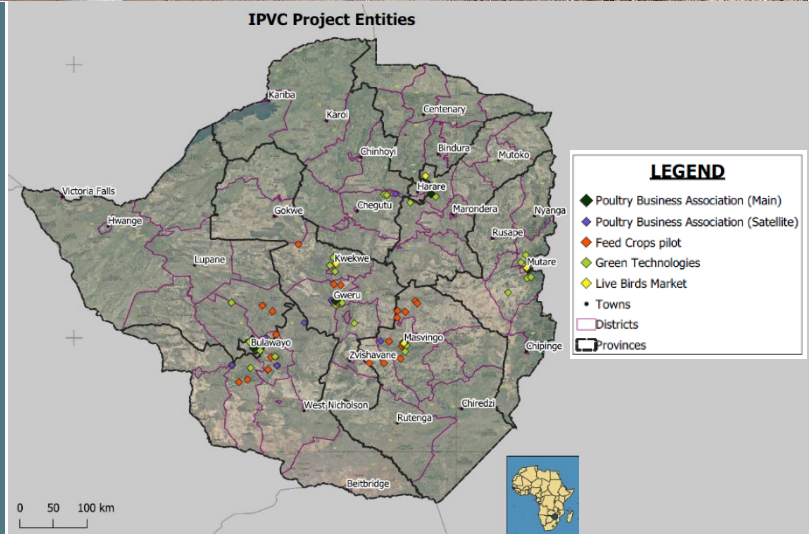 IPVC Project Entities
Kariba
Karoi
Centenary
Chinhoyi
Bindura
Mutoko
Victoria Falls
Harare
Hwange
Chegutu
Marondera
Nyanga
Gokwe
Rusape
Lupane
Kwekwe
Mutare
Gweru
Bulawayo
Masvingo
Zvishavane
Chipinge
West Nicholson
Chiredzi
Rutenga
Beitbridge
0 50 100 km
LEGEND
Poultry Business Association (Main)
Poultry Business Association (Satellite)
Feed Crops pilot
Green Technologies
Live Birds Market
Towns
Districts
Provinces